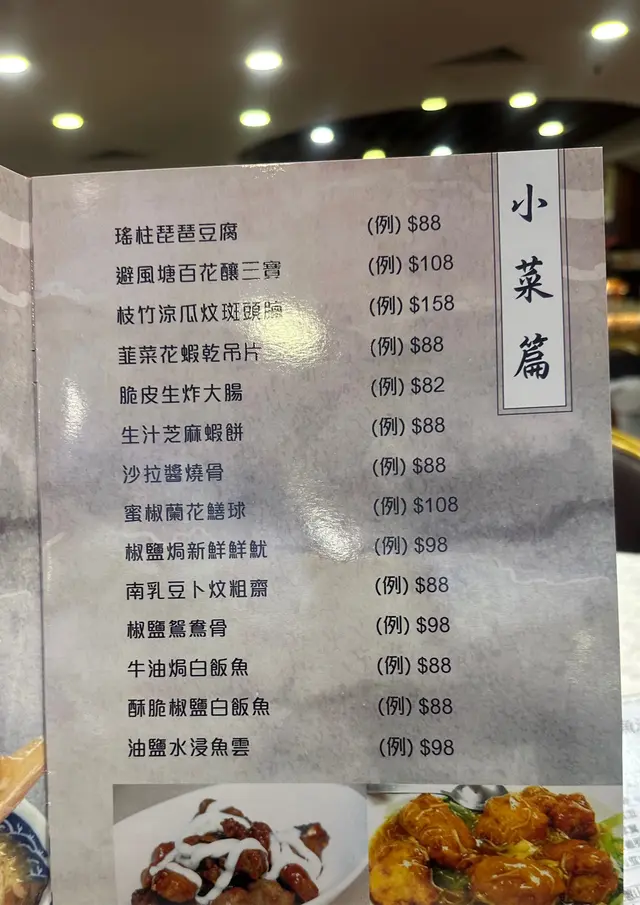 小菜篇
瑤柱琵琶豆腐 (例) $88
避風塘百花釀三寶 (例) $108
枝竹涼瓜炆斑頭腩 (例) $158
韮菜花蝦乾吊片 (例) $88
脆皮生炸大腸 (例) $82
生汁芝麻蝦餅 (例) $88
沙拉醬燒骨 (例) $88
蜜椒蘭花鱔球 (例) $108
椒鹽焗新鮮鮮魷 (例) $98
南乳豆卜炆粗齋 (例) $88
椒鹽鴛鴦骨 (例) $98
牛油焗白飯魚 (例) $88
酥脆椒鹽白飯魚 (例) $88
油鹽水浸魚雲 (例) $98